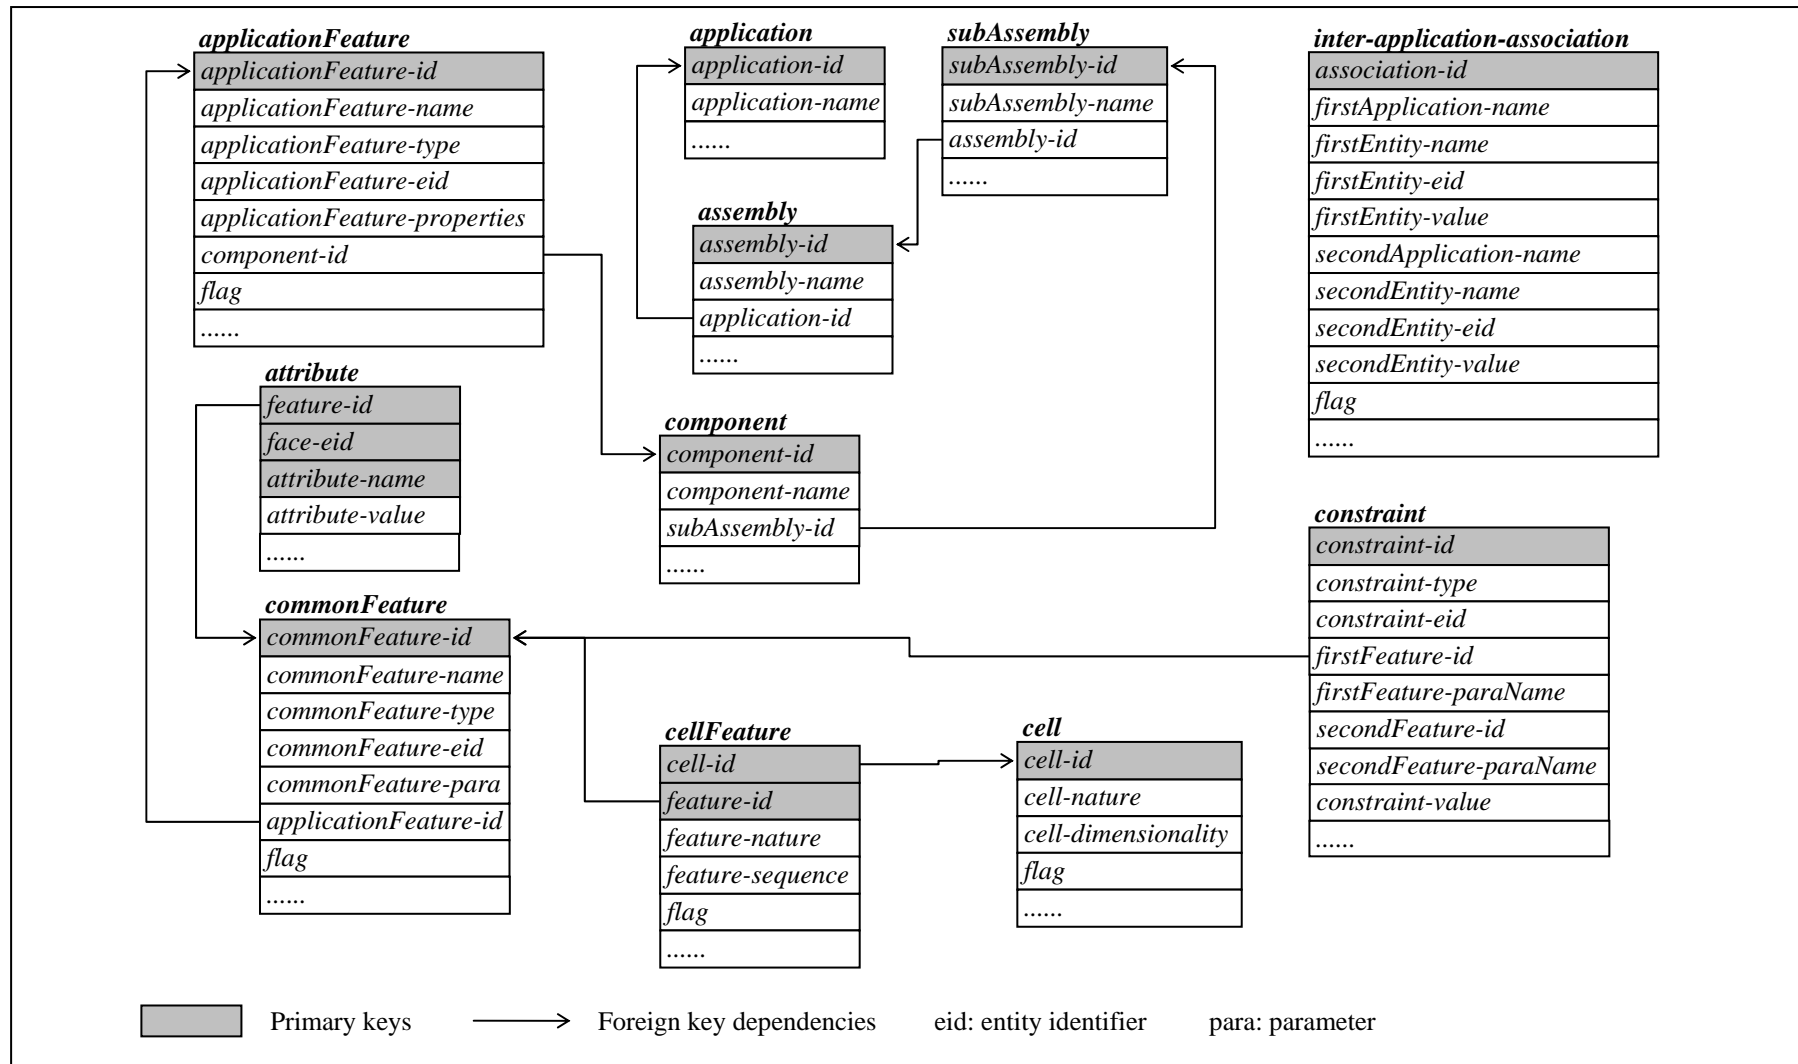 applicationFeature
applicationFeature-id
applicationFeature-name
applicationFeature-type
applicationFeature-eid
applicationFeature-properties
component-id
flag
......
application
application-id
application-name
......
subAssembly
subAssembly-id
subAssembly-name
assembly-id
......
inter-application-association
association-id
firstApplication-name
firstEntity-name
firstEntity-eid
firstEntity-value
secondApplication-name
secondEntity-name
secondEntity-eid
secondEntity-value
flag
......
assembly
assembly-id
assembly-name
application-id
......
attribute
feature-id
face-eid
attribute-name
attribute-value
......
component
component-id
component-name
subAssembly-id
......
constraint
constraint-id
constraint-type
constraint-eid
firstFeature-id
firstFeature-paraName
secondFeature-id
secondFeature-paraName
constraint-value
......
commonFeature
commonFeature-id
commonFeature-name
commonFeature-type
commonFeature-eid
commonFeature-para
applicationFeature-id
flag
......
cellFeature
cell-id
feature-id
feature-nature
feature-sequence
flag
......
cell
cell-id
cell-nature
cell-dimensionality
flag
......
Primary keys
Foreign key dependencies
eid: entity identifier
para: parameter